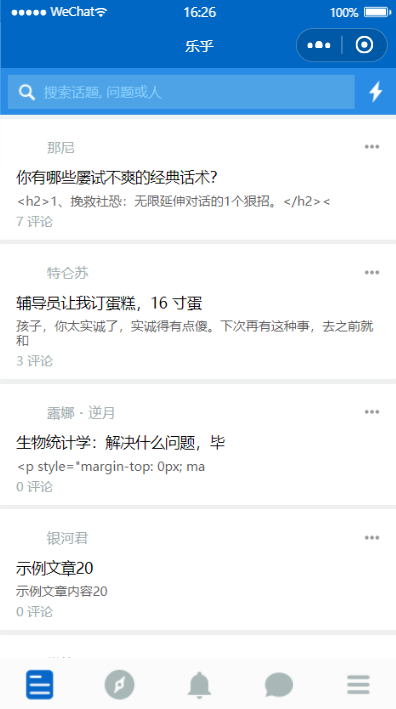 WeChat 16:26 100%
乐乎
搜索话题, 问题或人
那尼
你有哪些屡试不爽的经典话术？
<h2>1、挽救社恐：无限延伸对话的1个狠招。</h2><
7 评论
特仑苏
辅导员让我订蛋糕，16 寸蛋
孩子，你太实诚了，实诚得有点傻。下次再有这种事，去之前就
和
3 评论
露娜 - 逆月
生物统计学：解决什么问题，毕
<p style="margin-top: 0px; ma
0 评论
银河君
示例文章20
示例文章内容20
0 评论